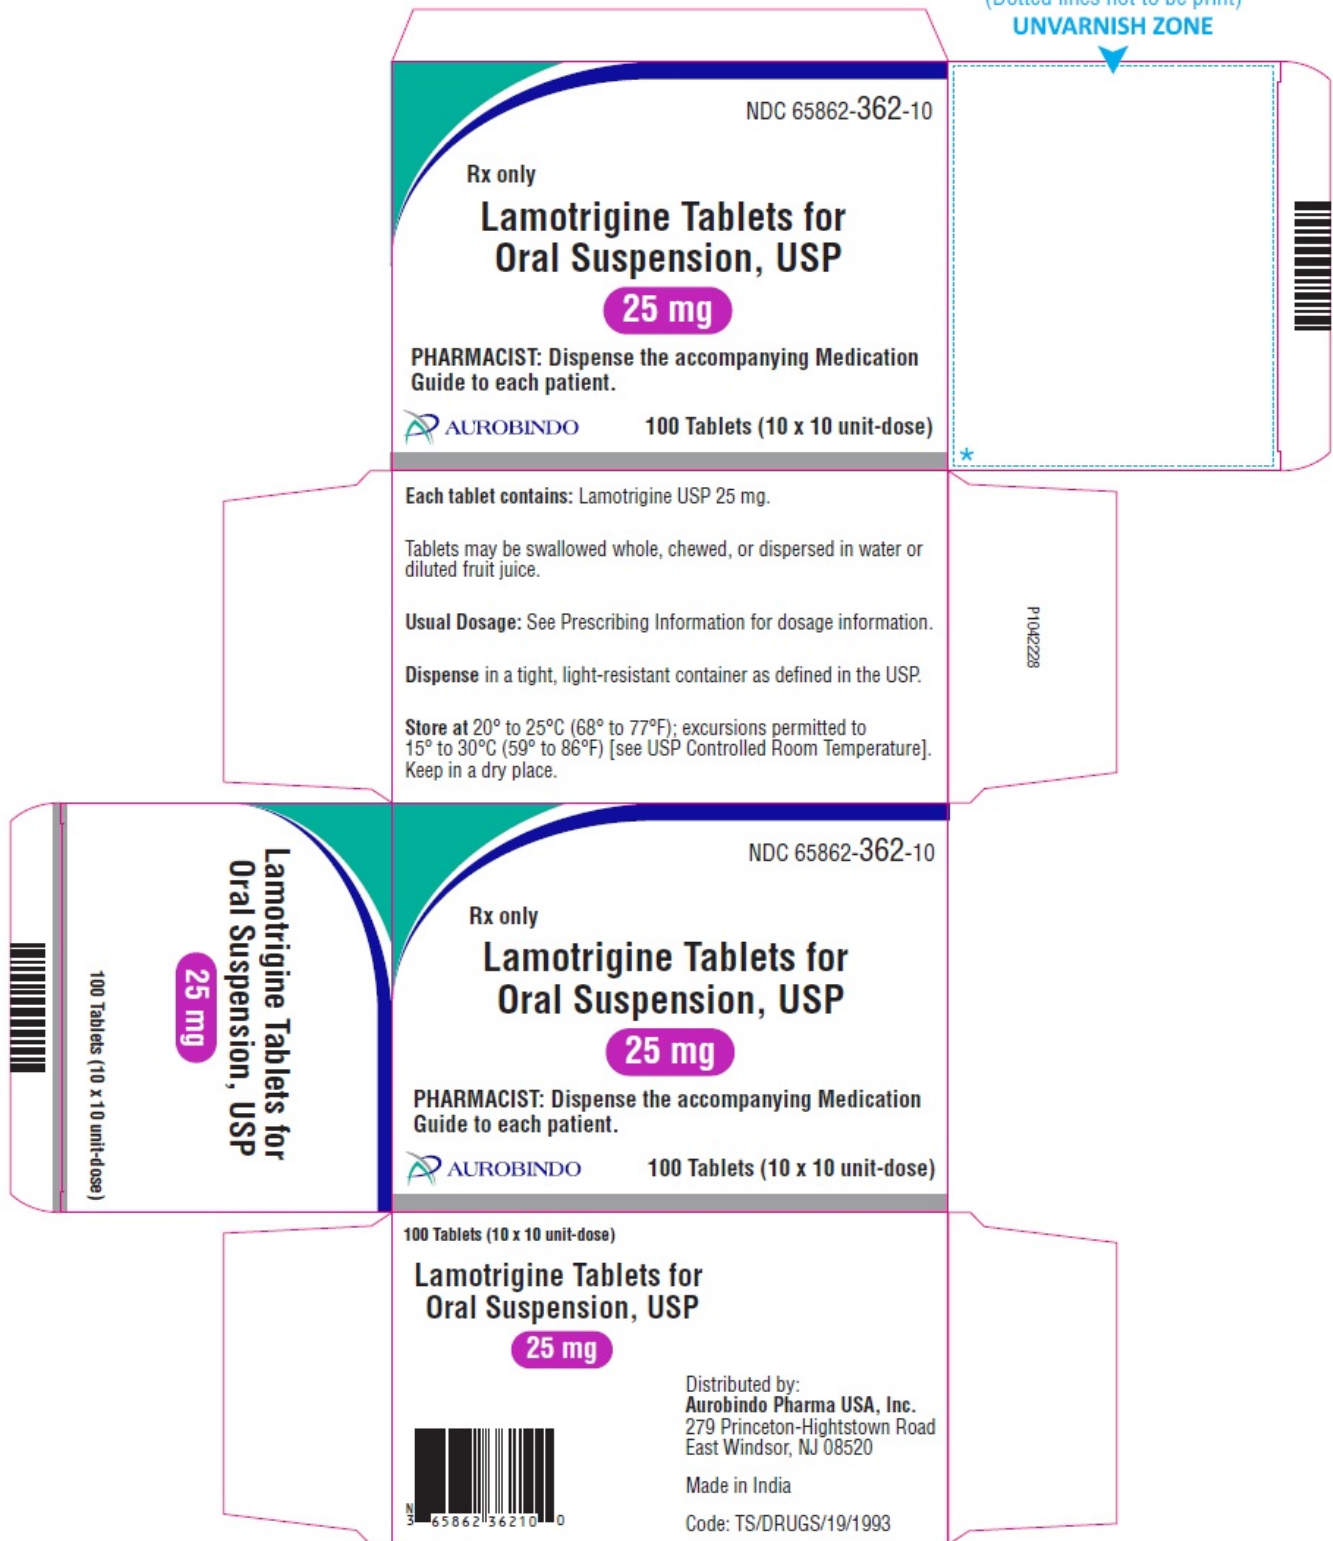 (Dotted lines not to be print)
UNVARNISH ZONE
NDC 65862-362-10
Rx only
Lamotrigine Tablets for
Oral Suspension, USP
25 mg
PHARMACIST: Dispense the accompanying Medication
Guide to each patient.
AUROBINDO
100 Tablets (10 x 10 unit-dose)
*
Each tablet contains: Lamotrigine USP 25 mg.
Tablets may be swallowed whole, chewed, or dispersed in water or
diluted fruit juice.
Usual Dosage: See Prescribing Information for dosage information.
Dispense in a tight, light-resistant container as defined in the USP.
Store at 20° to 25°C (68° to 77°F); excursions permitted to
15° to 30°C (59° to 86°F) [see USP Controlled Room Temperature].
Keep in a dry place.
P1042228
Lamotrigine Tablets for
Oral Suspension, USP
25 mg
100 Tablets (10 x 10 unit-dose)
NDC 65862-362-10
Rx only
Lamotrigine Tablets for
Oral Suspension, USP
25 mg
PHARMACIST: Dispense the accompanying Medication
Guide to each patient.
AUROBINDO
100 Tablets (10 x 10 unit-dose)
100 Tablets (10 x 10 unit-dose)
Lamotrigine Tablets for
Oral Suspension, USP
25 mg
Distributed by:
Aurobindo Pharma USA, Inc.
279 Princeton-Hightstown Road
East Windsor, NJ 08520
Made in India
Code: TS/DRUGS/19/1993
N
3 65862 36210 0